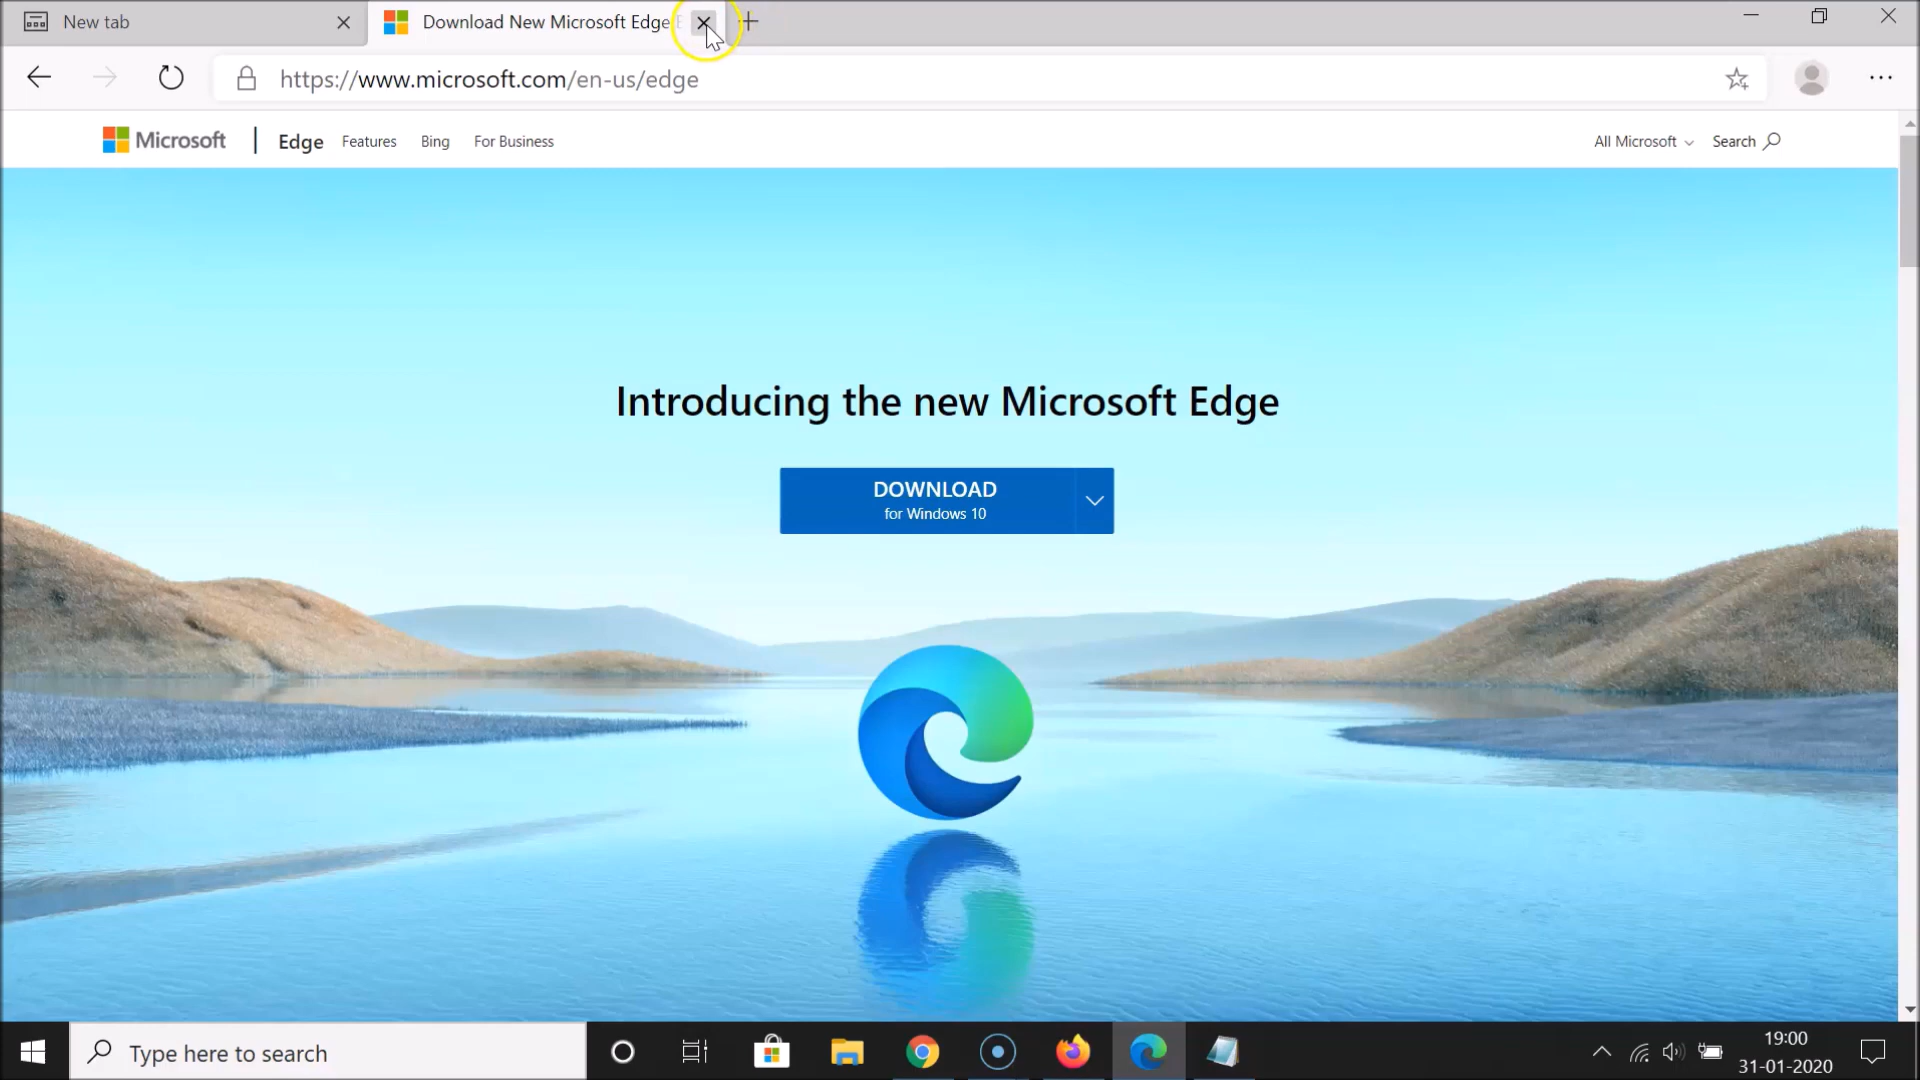 New tab
Download New Microsoft Edge
https://www.microsoft.com/en-us/edge
Microsoft
Edge
Features
Bing
For Business
All Microsoft
Search
Introducing the new Microsoft Edge
DOWNLOAD
for Windows 10
Type here to search
19:00
31-01-2020